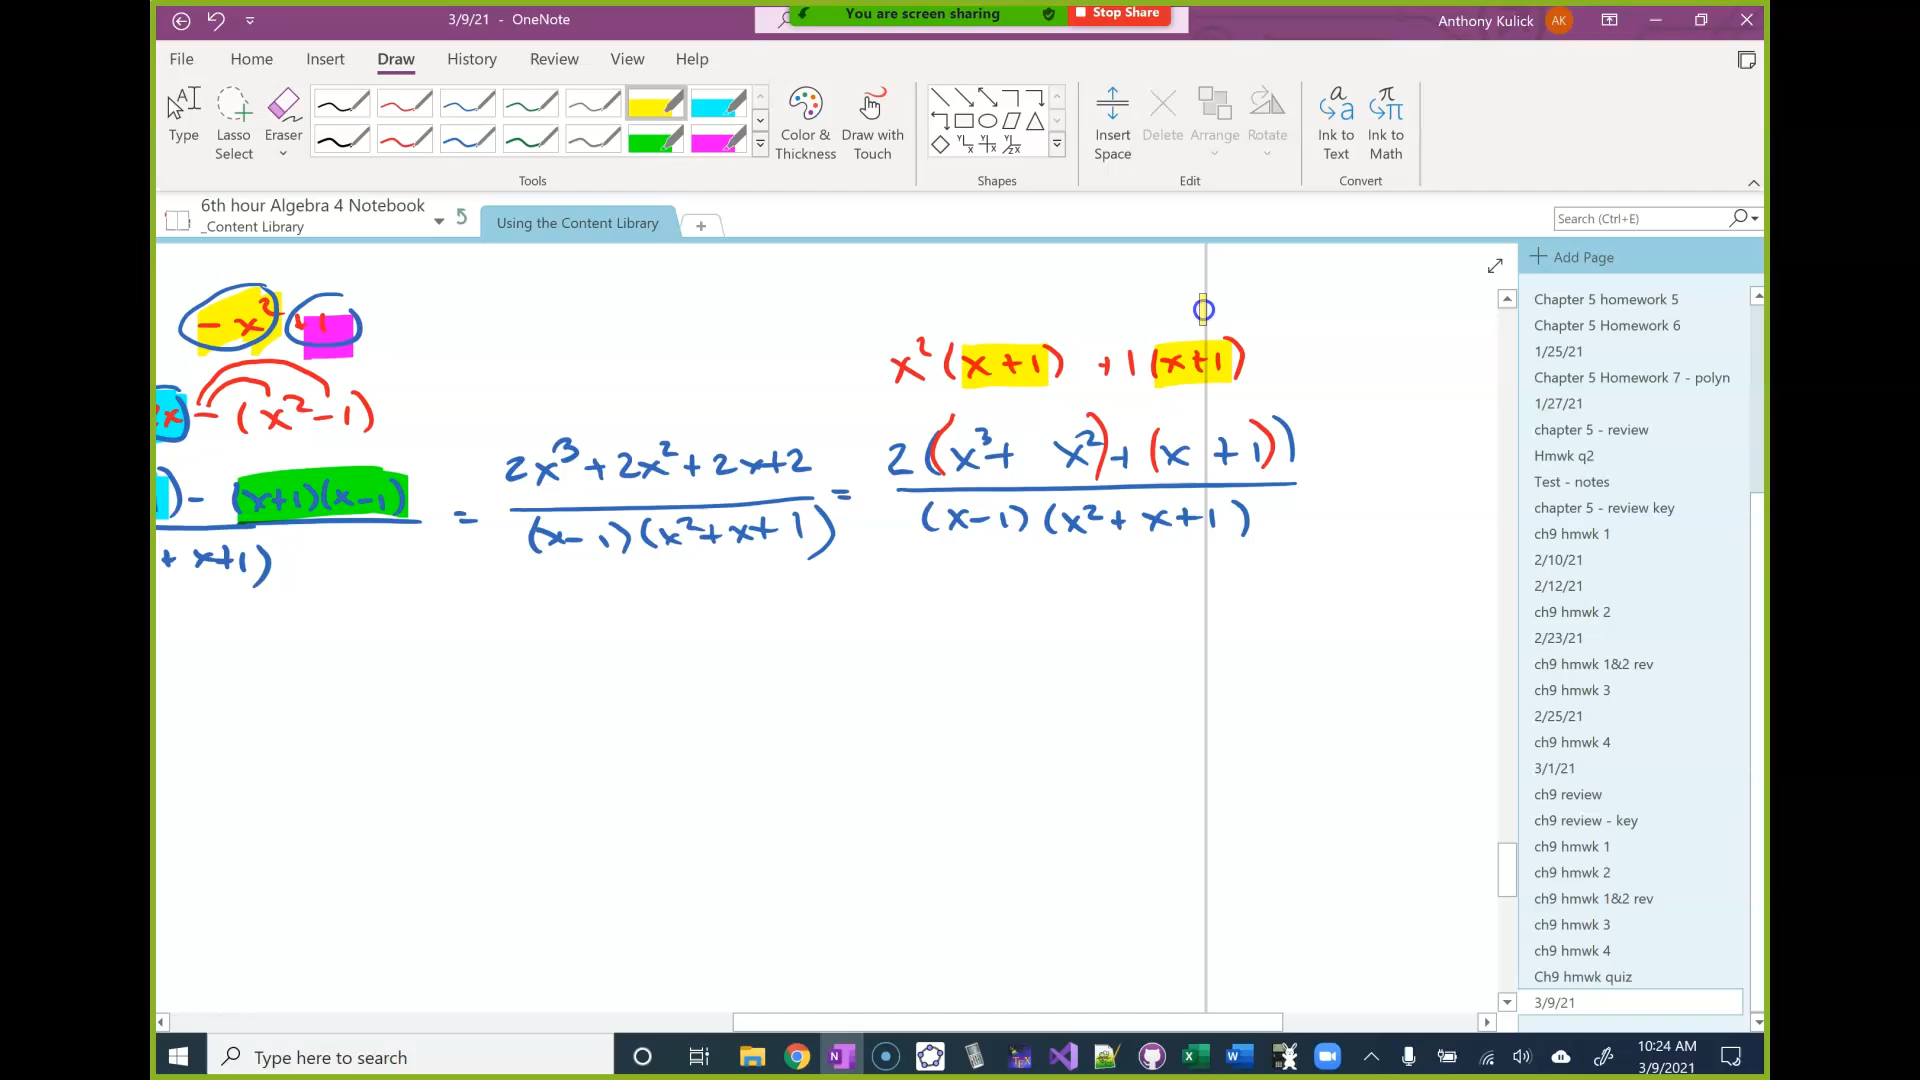 3/9/21 - OneNote
You are screen sharing
Stop Share
Anthony Kulick
AK
File Home Insert Draw History Review View Help
Type
Lasso Select
Eraser
Color & Thickness
Draw with Touch
Insert Space
Delete
Arrange
Rotate
Ink to Text
Ink to Math
Tools
Shapes
Edit
Convert
6th hour Algebra 4 Notebook
_Content Library
Using the Content Library
Search (Ctrl+E)
- x² + 1
2x - (x² - 1)
) - (x+1)(x-1)
+ x+1)
=
2x³ + 2x² + 2x + 2
(x-1)(x² + x + 1)
=
x²(x+1) + 1(x+1)
2((x³ + x²) + (x + 1))
(x-1)(x² + x + 1)
Add Page
Chapter 5 homework 5
Chapter 5 Homework 6
1/25/21
Chapter 5 Homework 7 - polyn
1/27/21
chapter 5 - review
Hmwk q2
Test - notes
chapter 5 - review key
ch9 hmwk 1
2/10/21
2/12/21
ch9 hmwk 2
2/23/21
ch9 hmwk 1&2 rev
ch9 hmwk 3
2/25/21
ch9 hmwk 4
3/1/21
ch9 review
ch9 review - key
ch9 hmwk 1
ch9 hmwk 2
ch9 hmwk 1&2 rev
ch9 hmwk 3
ch9 hmwk 4
Ch9 hmwk quiz
3/9/21
Type here to search
10:24 AM
3/9/2021